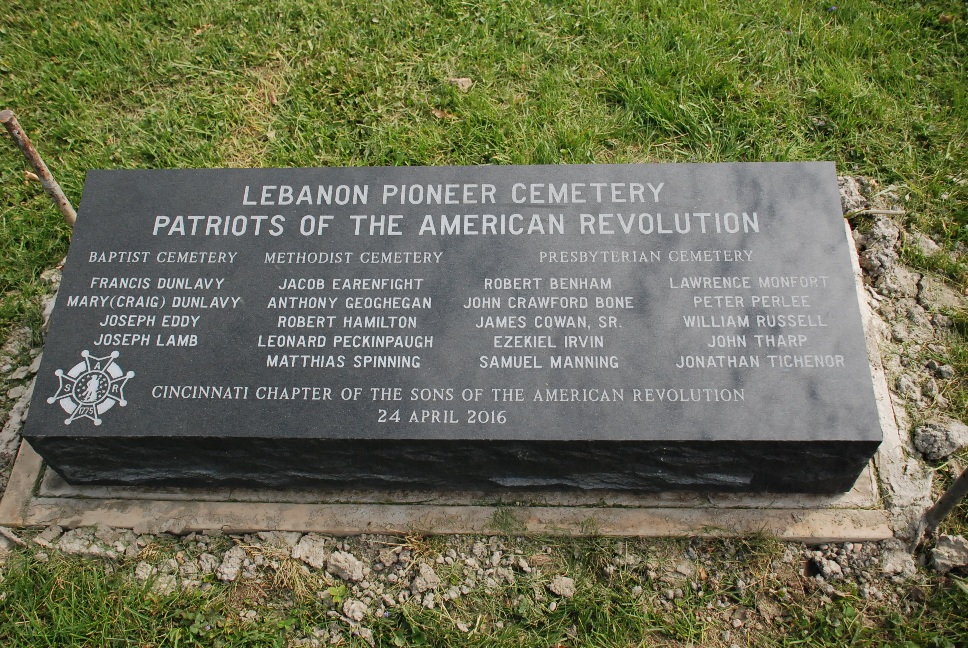 LEBANON PIONEER CEMETERY
PATRIOTS OF THE AMERICAN REVOLUTION
BAPTIST CEMETERY METHODIST CEMETERY PRESBYTERIAN CEMETERY
FRANCIS DUNLAVY JACOB EARENFIGHT ROBERT BENHAM LAWRENCE MONFORT
MARY(CRAIG) DUNLAVY ANTHONY GEOGHEGAN JOHN CRAWFORD BONE PETER PERLEE
JOSEPH EDDY ROBERT HAMILTON JAMES COWAN, SR. WILLIAM RUSSELL
JOSEPH LAMB LEONARD PECKINPAUGH EZEKIEL IRVIN JOHN THARP
MATTHIAS SPINNING SAMUEL MANNING JONATHAN TICHENOR
S A R
1775
CINCINNATI CHAPTER OF THE SONS OF THE AMERICAN REVOLUTION
24 APRIL 2016